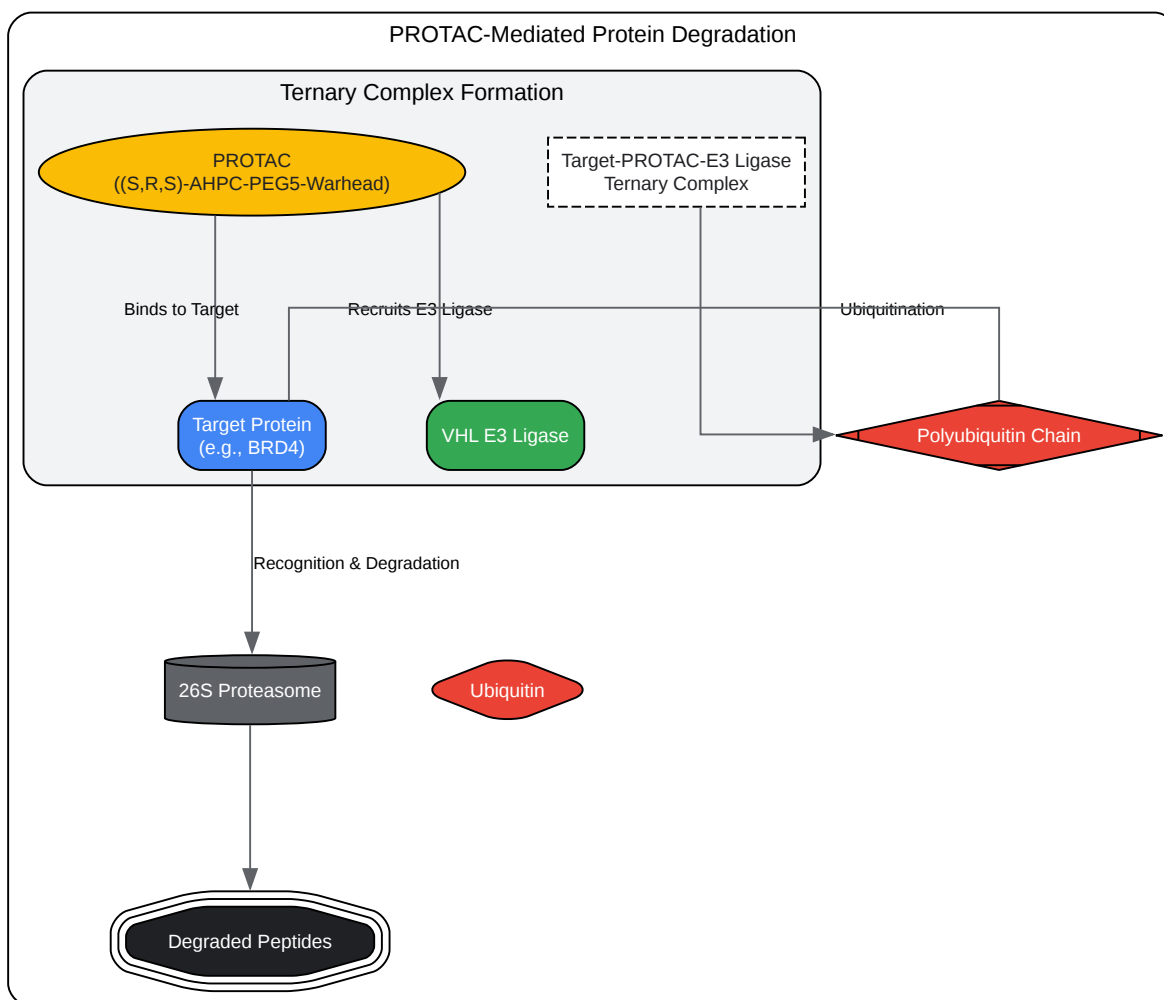 PROTAC-Mediated Protein Degradation
Ternary Complex Formation
PROTAC
((S,R,S)-AHPC-PEG5-Warhead)
Target-PROTAC-E3 Ligase
Ternary Complex
Binds to Target
Recruits E3 Ligase
Ubiquitination
Target Protein
(e.g., BRD4)
VHL E3 Ligase
Polyubiquitin Chain
Recognition & Degradation
26S Proteasome
Ubiquitin
Degraded Peptides